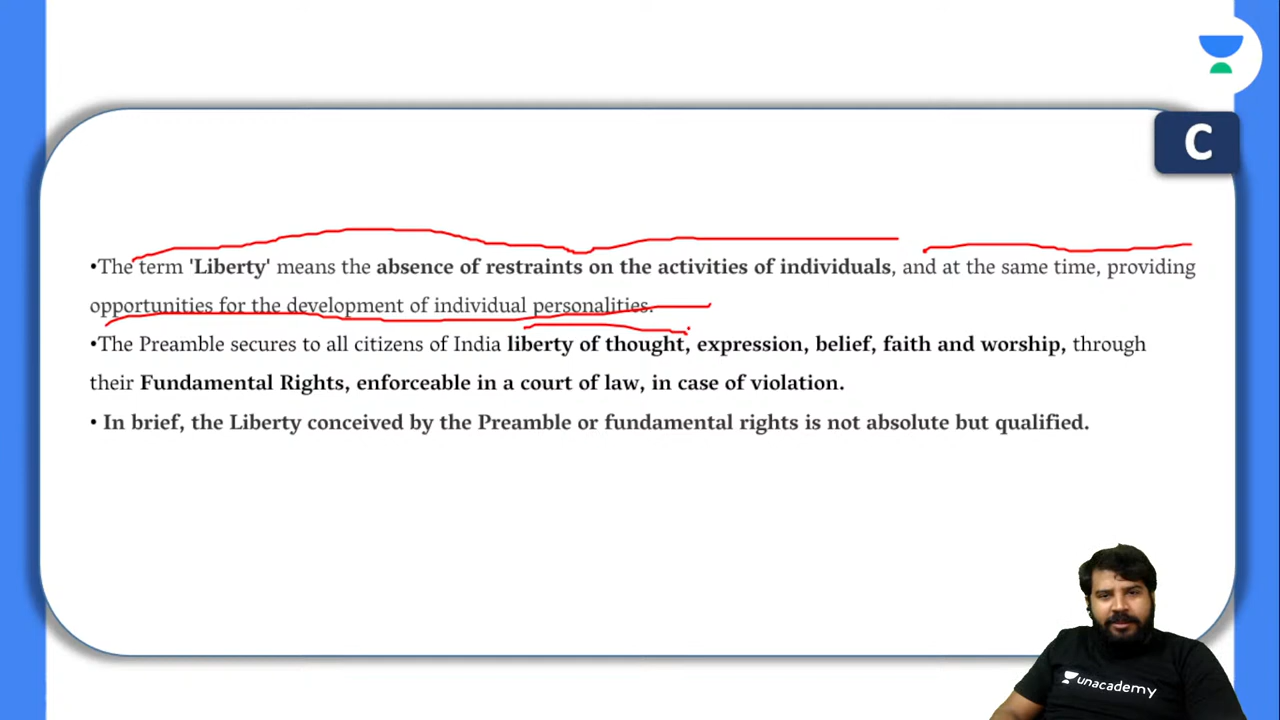 C
•The term 'Liberty' means the absence of restraints on the activities of individuals, and at the same time, providing
opportunities for the development of individual personalities.
•The Preamble secures to all citizens of India liberty of thought, expression, belief, faith and worship, through
their Fundamental Rights, enforceable in a court of law, in case of violation.
• In brief, the Liberty conceived by the Preamble or fundamental rights is not absolute but qualified.
unacademy